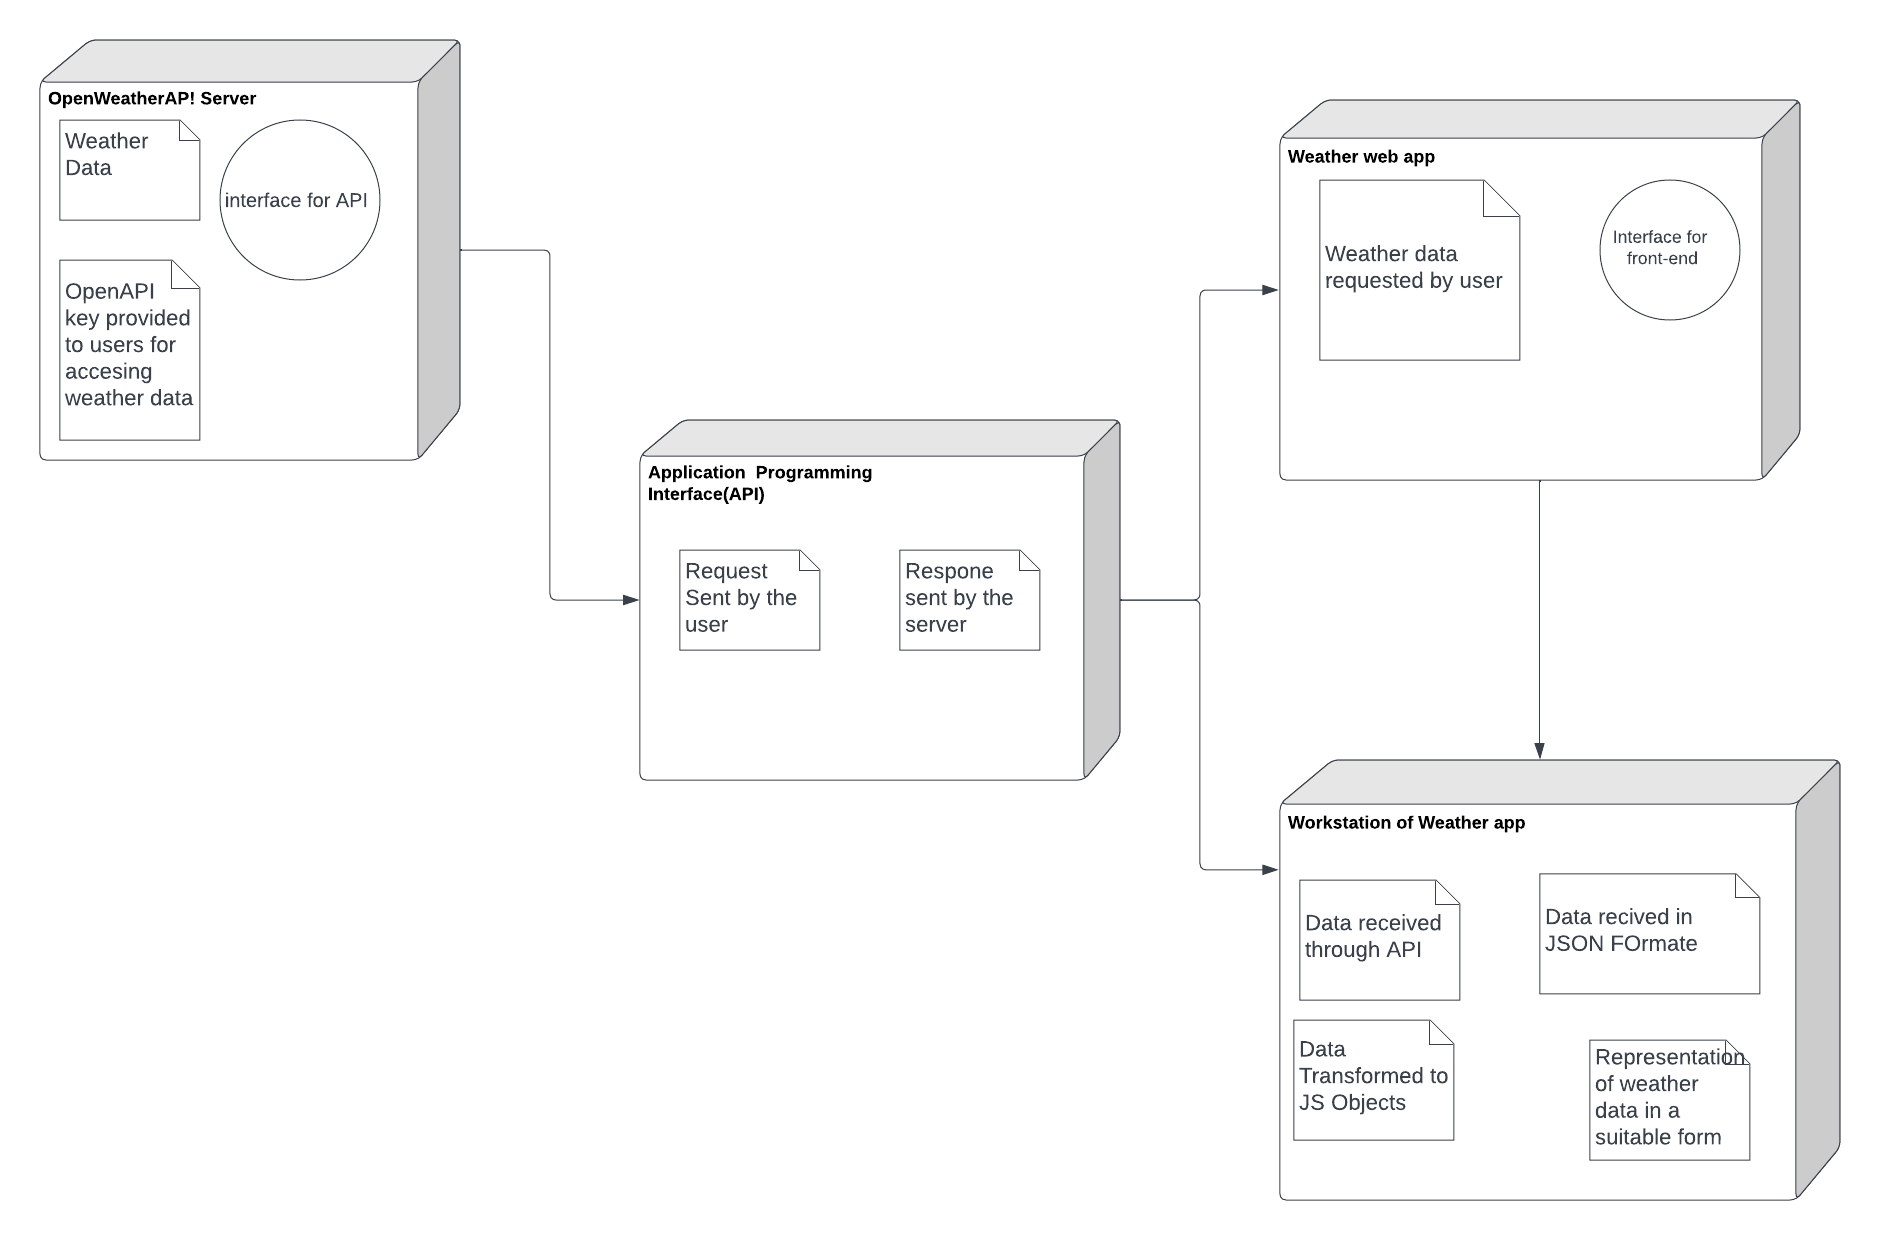 OpenWeatherAP! Server
Weather
Data
interface for API
OpenAPI
key provided
to users for
accesing
weather data
Application  Programming
Interface(API)
Request
Sent by the
user
Respone
sent by the
server
Weather web app
Weather data
requested by user
Interface for
front-end
Workstation of Weather app
Data received
through API
Data recived in
JSON FOrmate
Data
Transformed to
JS Objects
Representation
of weather
data in a
suitable form